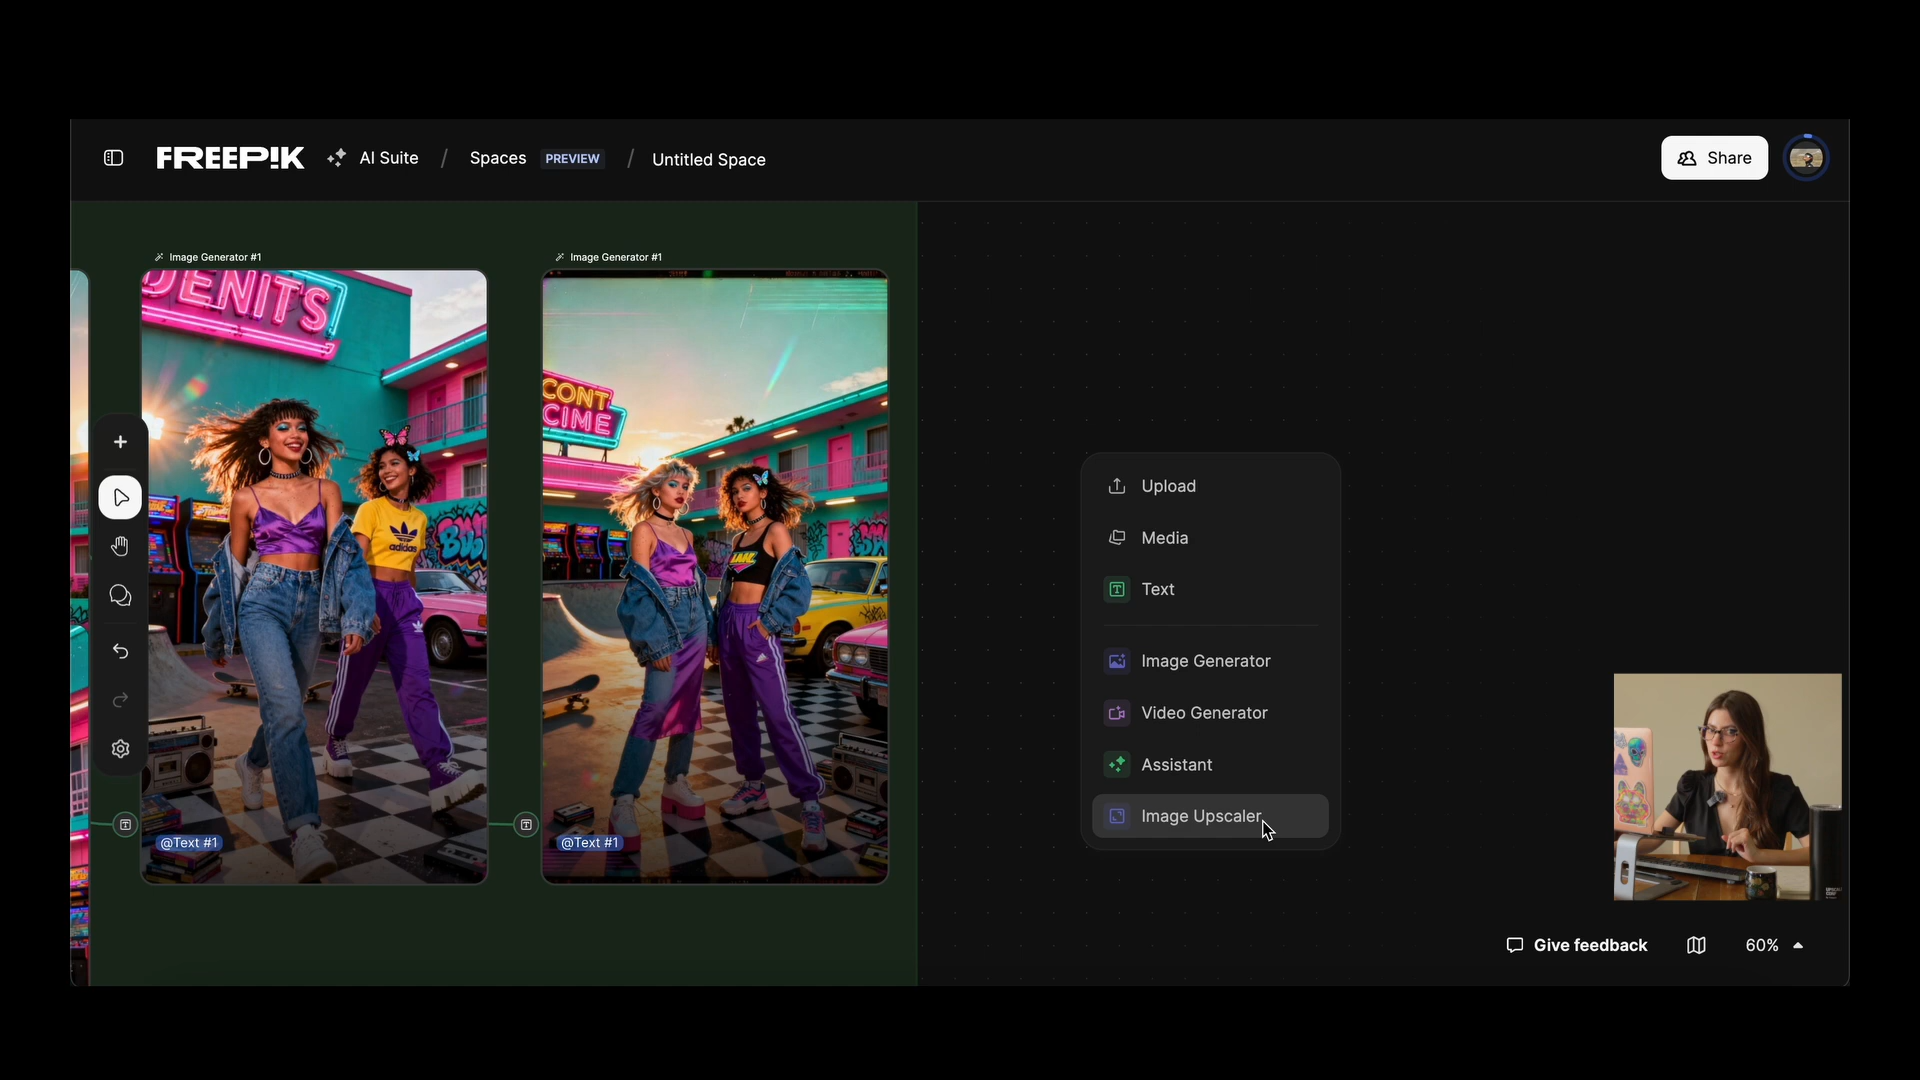 FREEP!K
AI Suite / Spaces PREVIEW / Untitled Space
Share
Image Generator #1
Image Generator #1
DENITS
CONT
CIME
adidas
@Text #1
@Text #1
Upload
Media
Text
Image Generator
Video Generator
Assistant
Image Upscaler
Give feedback
60%